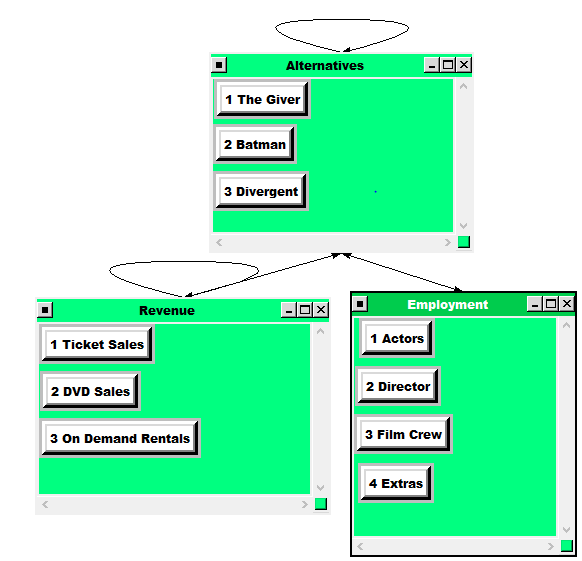 Alternatives
1 The Giver
2 Batman
3 Divergent
Revenue
1 Ticket Sales
2 DVD Sales
3 On Demand Rentals
Employment
1 Actors
2 Director
3 Film Crew
4 Extras